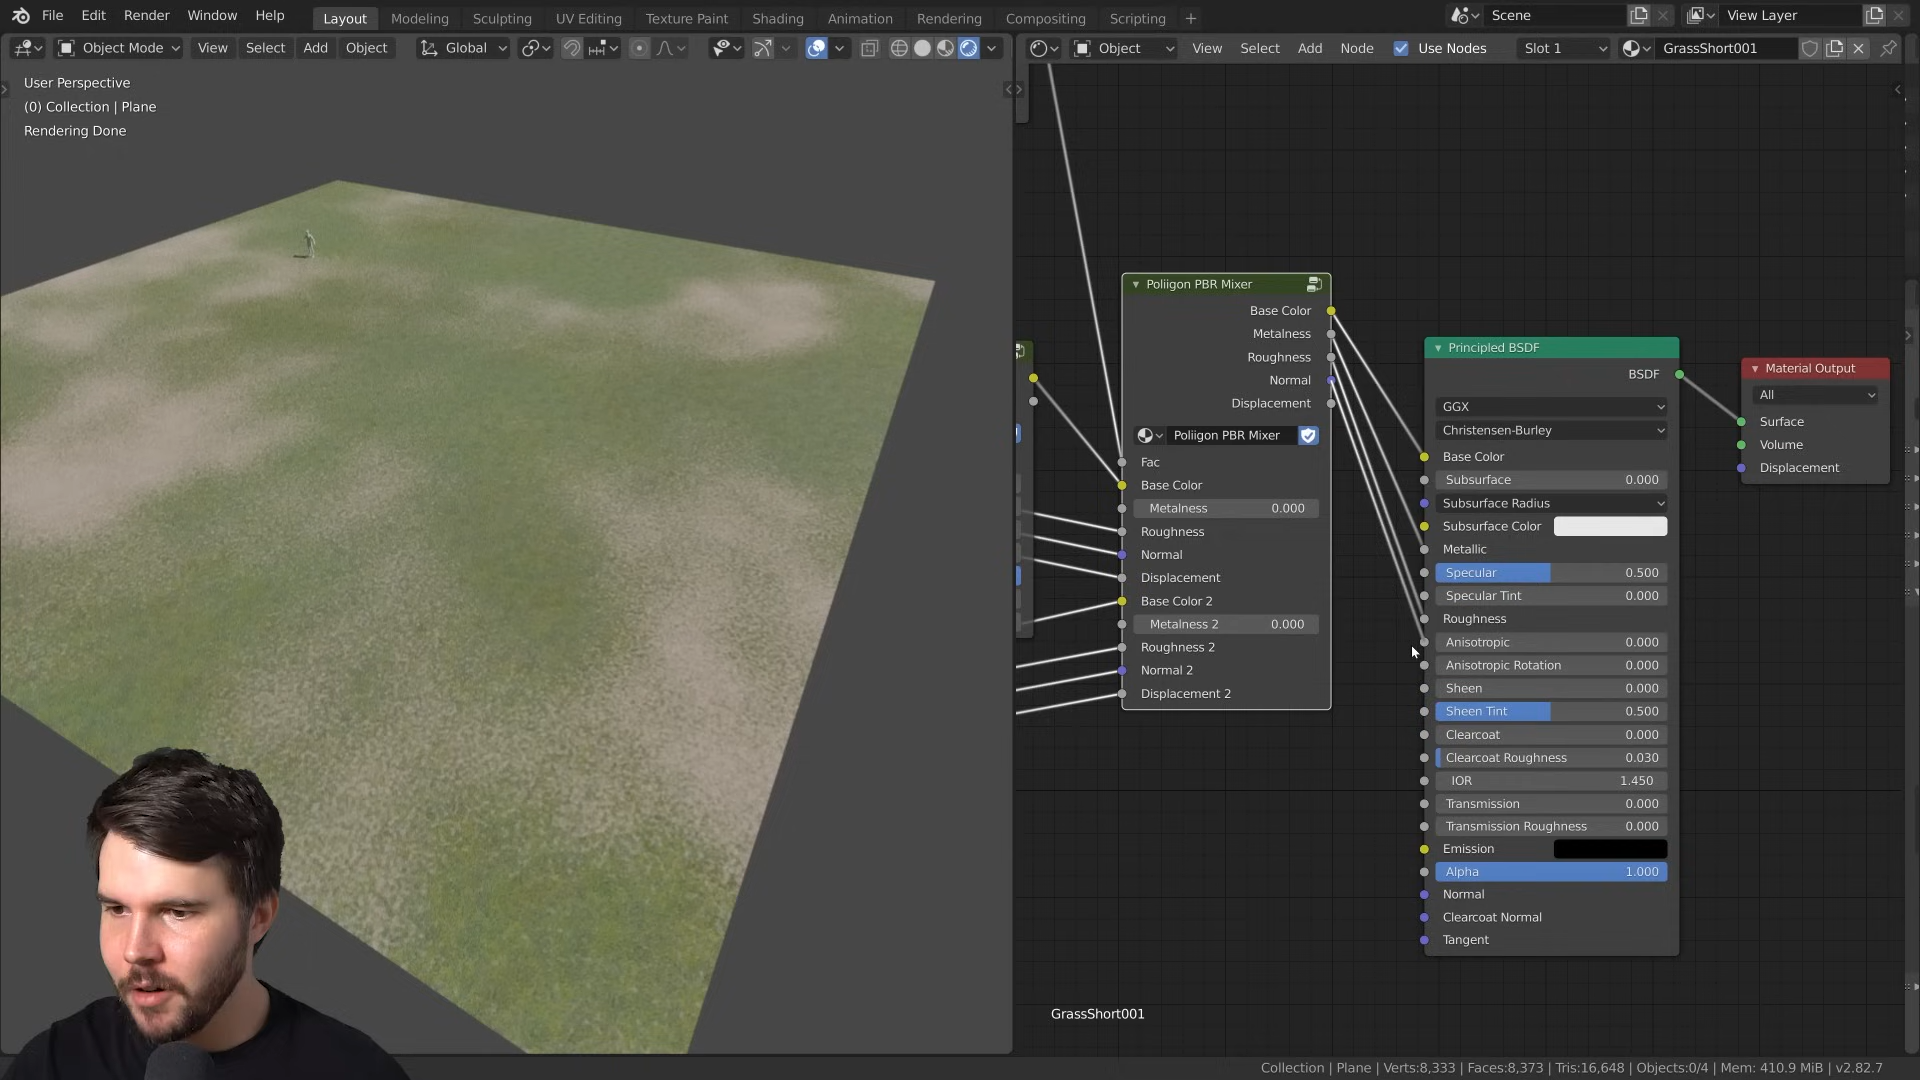 File Edit Render Window Help
Layout Modeling Sculpting UV Editing Texture Paint Shading Animation Rendering Compositing Scripting +
Scene
View Layer
Object Mode View Select Add Object Global
Object View Select Add Node Use Nodes Slot 1 GrassShort001
User Perspective
(0) Collection | Plane
Rendering Done
Poliigon PBR Mixer
Base Color
Metalness
Roughness
Normal
Displacement
Poliigon PBR Mixer
Fac
Base Color
Metalness 0.000
Roughness
Normal
Displacement
Base Color 2
Metalness 2 0.000
Roughness 2
Normal 2
Displacement 2
Principled BSDF
BSDF
GGX
Christensen-Burley
Base Color
Subsurface 0.000
Subsurface Radius
Subsurface Color
Metallic
Specular 0.500
Specular Tint 0.000
Roughness
Anisotropic 0.000
Anisotropic Rotation 0.000
Sheen 0.000
Sheen Tint 0.500
Clearcoat 0.000
Clearcoat Roughness 0.030
IOR 1.450
Transmission 0.000
Transmission Roughness 0.000
Emission
Alpha 1.000
Normal
Clearcoat Normal
Tangent
Material Output
All
Surface
Volume
Displacement
GrassShort001
Collection | Plane | Verts:8,333 | Faces:8,373 | Tris:16,648 | Objects:0/4 | Mem: 410.9 MiB | v2.82.7